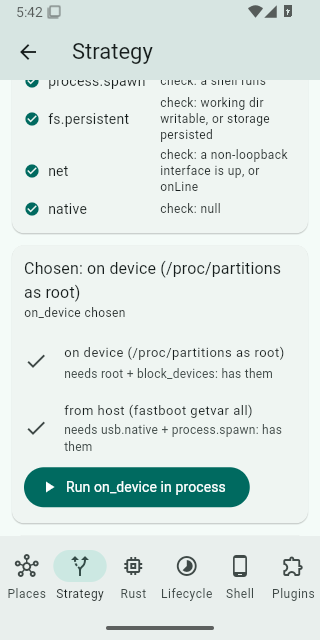 5:42
Strategy
process.spawn check: a shell runs
check: working dir
fs.persistent writable, or storage
persisted
check: a non-loopback
net interface is up, or
onLine
native check: null
Chosen: on device (/proc/partitions
as root)
on_device chosen
on device (/proc/partitions as root)
needs root + block_devices: has them
from host (fastboot getvar all)
needs usb.native + process.spawn: has
them
Run on_device in process
Places Strategy Rust Lifecycle Shell Plugins